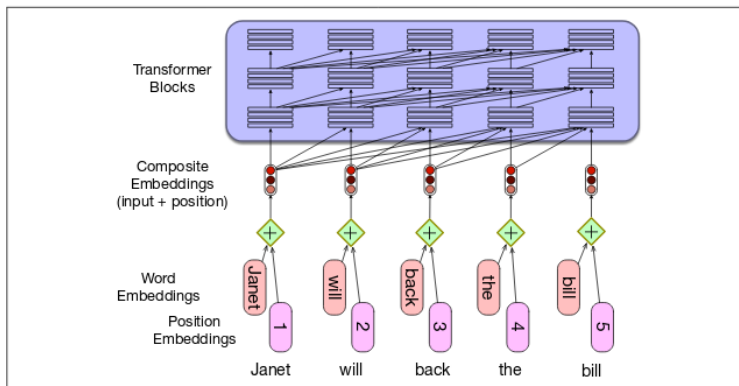 Transformer
Blocks
Composite
Embeddings
(input + position)
+ + + + +
Word
Embeddings
Janet will back the bill
Position
Embeddings
1 2 3 4 5
Janet will back the bill